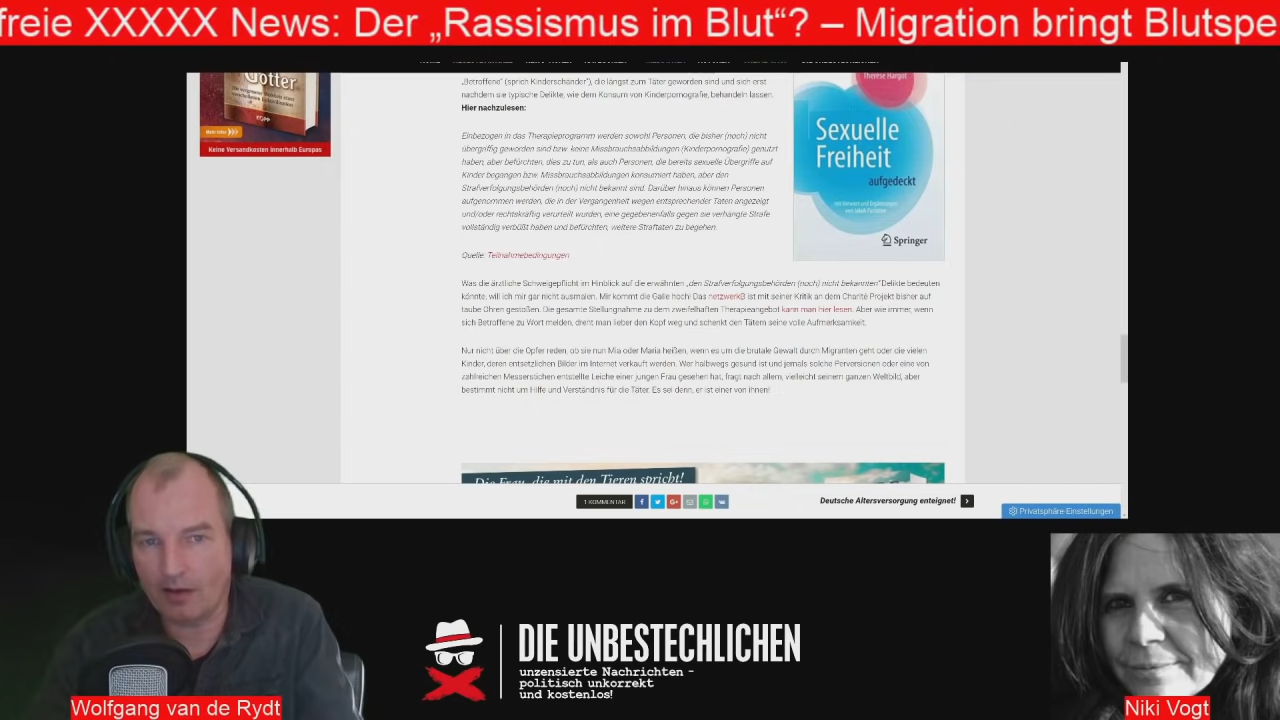 freie XXXXX News: Der „Rassismus im Blut“? – Migration bringt Blutspe
Götter
KOPP
Mehr Infos
Keine Versandkosten innerhalb Europas
„Betroffene“ (sprich Kinderschänder“), die längst zum Täter geworden sind und sich erst
nachdem sie typische Delikte, wie dem Konsum von Kinderpornografie, behandeln lassen.
Hier nachzulesen:
Einbezogen in das Therapieprogramm werden sowohl Personen, die bisher (noch) nicht
übergriffig geworden sind bzw. keine Missbrauchsabbildungen (Kinderpornografie) genutzt
haben, aber befürchten, dies zu tun, als auch Personen, die bereits sexuelle Übergriffe auf
Kinder begangen bzw. Missbrauchsabbildungen konsumiert haben, aber den
Strafverfolgungsbehörden (noch) nicht bekannt sind. Darüber hinaus können Personen
aufgenommen werden, die in der Vergangenheit wegen entsprechender Taten angezeigt
und/oder rechtskräftig verurteilt wurden, eine gegebenenfalls gegen sie verhängte Strafe
vollständig verbüßt haben und befürchten, weitere Straftaten zu begehen.
Quelle: Teilnahmebedingungen
Thérèse Hargot
Sexuelle
Freiheit
aufgedeckt
Springer
Was die ärztliche Schweigepflicht im Hinblick auf die erwähnten „den Strafverfolgungsbehörden (noch) nicht bekannten“ Delikte bedeuten
könnte, will ich mir gar nicht ausmalen. Mir kommt die Galle hoch! Das netzwerkB ist mit seiner Kritik an dem Charité Projekt bisher auf
taube Ohren gestoßen. Die gesamte Stellungnahme zu dem zweifelhaften Therapieangebot kann man hier lesen. Aber wie immer, wenn
sich Betroffene zu Wort melden, dreht man lieber den Kopf weg und schenkt den Tätern seine volle Aufmerksamkeit.
Nur nicht über die Opfer reden, ob sie nun Mia oder Maria heißen, wenn es um die brutale Gewalt durch Migranten geht oder die vielen
Kinder, deren entsetzlichen Bilder im Internet verkauft werden. Wer halbwegs gesund ist und jemals solche Perversionen oder eine von
zahlreichen Messerstichen entstellte Leiche einer jungen Frau gesehen hat, fragt nach allem, vielleicht seinem ganzen Weltbild, aber
bestimmt nicht um Hilfe und Verständnis für die Täter. Es sei denn, er ist einer von ihnen!
Die Frau, die mit den Tieren spricht!
1 KOMMENTAR
Deutsche Altersversorgung enteignet!
Privatsphäre-Einstellungen
DIE UNBESTECHLICHEN
unzensierte Nachrichten –
politisch unkorrekt
und kostenlos!
Wolfgang van de Rydt
Niki Vogt